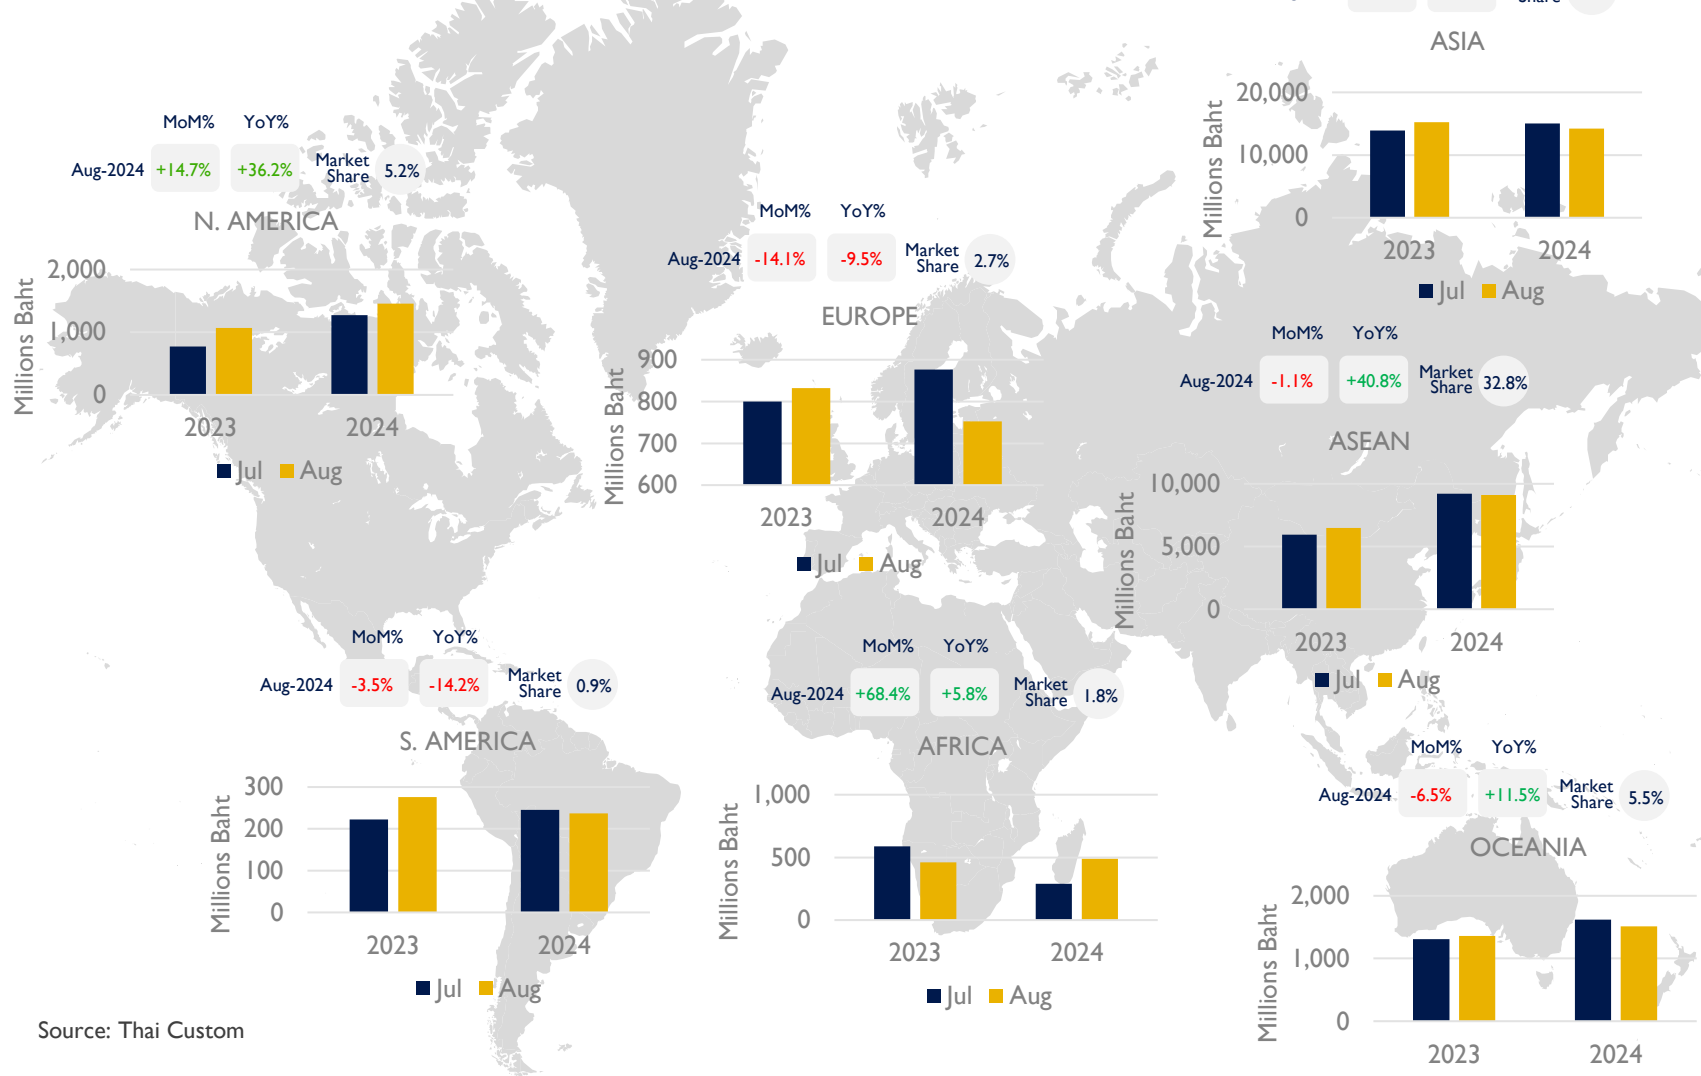 Share
ASIA
20,000
10,000
0
Millions Baht
2023 2024
Jul Aug
MoM% YoY%
Aug-2024 +14.7% +36.2% Market Share 5.2%
N. AMERICA
2,000
1,000
0
Millions Baht
2023 2024
Jul Aug
MoM% YoY%
Aug-2024 -14.1% -9.5% Market Share 2.7%
EUROPE
900
800
700
600
Millions Baht
2023 2024
Jul Aug
MoM% YoY%
Aug-2024 -1.1% +40.8% Market Share 32.8%
ASEAN
10,000
5,000
0
Millions Baht
2023 2024
Jul Aug
MoM% YoY%
Aug-2024 -3.5% -14.2% Market Share 0.9%
S. AMERICA
300
200
100
0
Millions Baht
2023 2024
Jul Aug
MoM% YoY%
Aug-2024 +68.4% +5.8% Market Share 1.8%
AFRICA
1,000
500
0
Millions Baht
2023 2024
Jul Aug
MoM% YoY%
Aug-2024 -6.5% +11.5% Market Share 5.5%
OCEANIA
2,000
1,000
0
Millions Baht
2023 2024
Source: Thai Custom